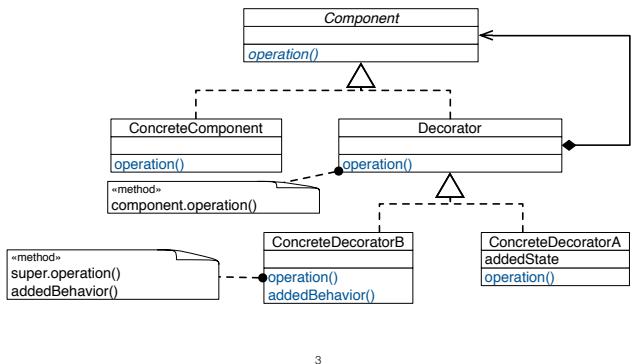 Component
operation()
ConcreteComponent
operation()
Decorator
operation()
«method»
component.operation()
ConcreteDecoratorB
operation()
addedBehavior()
ConcreteDecoratorA
addedState
operation()
«method»
super.operation()
addedBehavior()
3